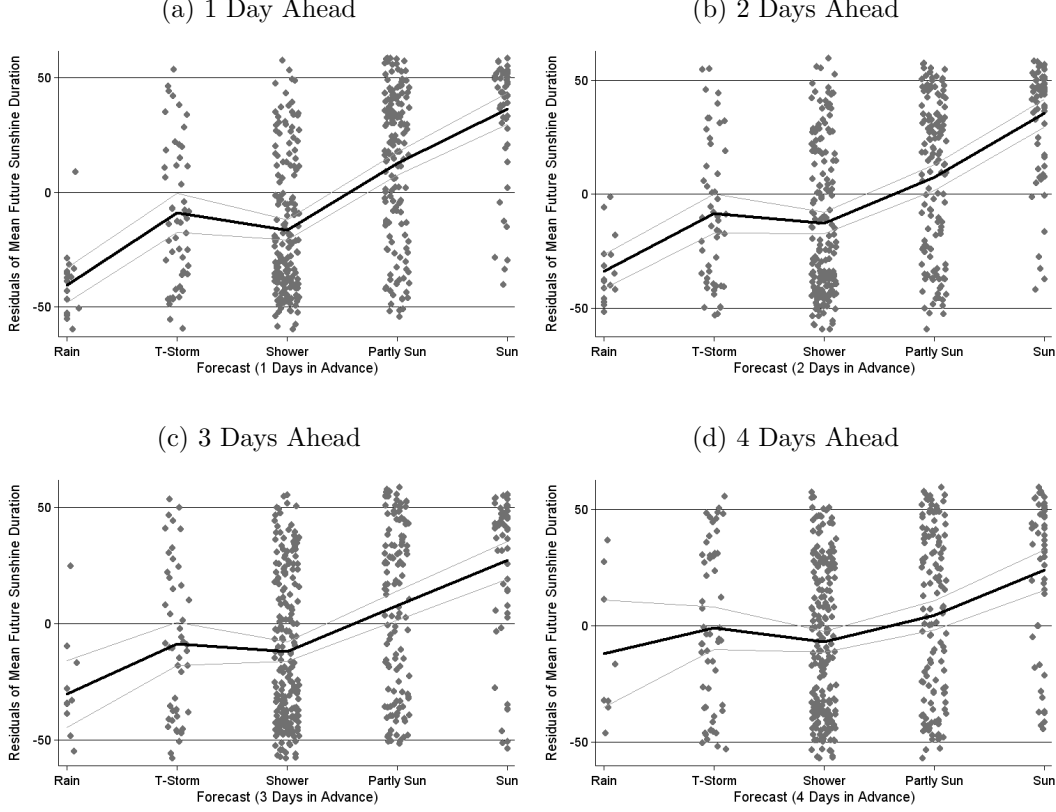 (a) 1 Day Ahead
Residuals of Mean Future Sunshine Duration
50
0
-50
Rain T-Storm Shower Partly Sun Sun
Forecast (1 Days in Advance)
(b) 2 Days Ahead
Residuals of Mean Future Sunshine Duration
50
0
-50
Rain T-Storm Shower Partly Sun Sun
Forecast (2 Days in Advance)
(c) 3 Days Ahead
Residuals of Mean Future Sunshine Duration
50
0
-50
Rain T-Storm Shower Partly Sun Sun
Forecast (3 Days in Advance)
(d) 4 Days Ahead
Residuals of Mean Future Sunshine Duration
50
0
-50
Rain T-Storm Shower Partly Sun Sun
Forecast (4 Days in Advance)